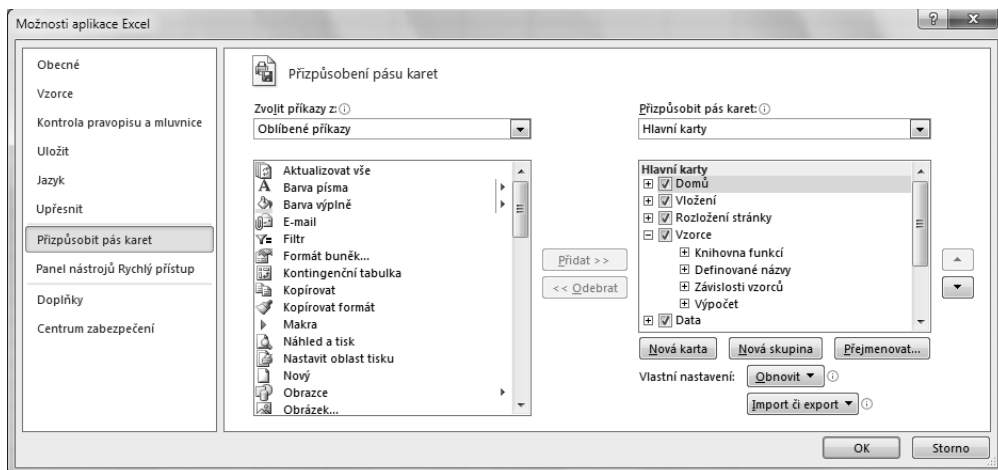 Možnosti aplikace Excel
Obecné
Vzorce
Kontrola pravopisu a mluvnice
Uložit
Jazyk
Upřesnit
Přizpůsobit pás karet
Panel nástrojů Rychlý přístup
Doplňky
Centrum zabezpečení
Přizpůsobení pásu karet
Zvolit příkazy z:
Oblíbené příkazy
Aktualizovat vše
Barva písma
Barva výplně
E-mail
Filtr
Formát buněk...
Kontingenční tabulka
Kopírovat
Kopírovat formát
Makra
Náhled a tisk
Nastavit oblast tisku
Nový
Obrazce
Obrázek...
Přidat >>
<< Odebrat
Přizpůsobit pás karet:
Hlavní karty
Hlavní karty
Domů
Vložení
Rozložení stránky
Vzorce
Knihovna funkcí
Definované názvy
Závislosti vzorců
Výpočet
Data
Nová karta
Nová skupina
Přejmenovat...
Vlastní nastavení:
Obnovit
Import či export
OK
Storno